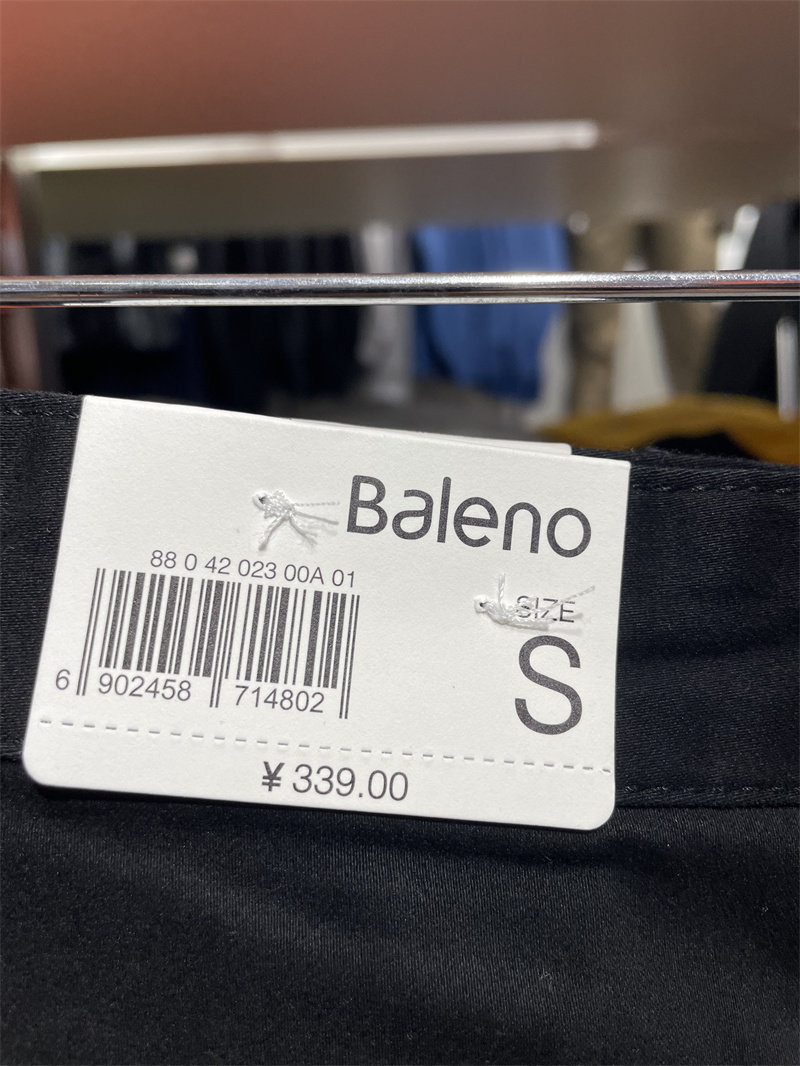 Baleno
88 0 42 023 00A 01
SIZE
S
6 902458 714802
¥ 339.00